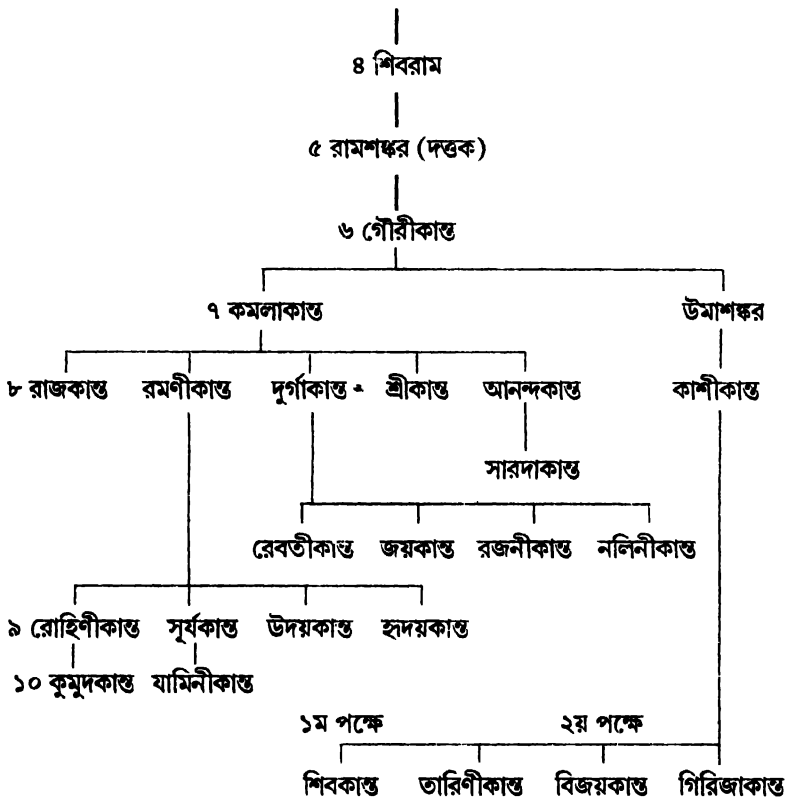 ৪ শিবরাম
৫ রামশঙ্কর (দত্তক)
৬ গৌরীকান্ত
৭ কমলাকান্ত উমাশঙ্কর
৮ রাজকান্ত রমণীকান্ত দুর্গাকান্ত - শ্রীকান্ত আনন্দকান্ত কাশীকান্ত
সারদাকান্ত
রেবতীকান্ত জয়কান্ত রজনীকান্ত নলিনীকান্ত
৯ রোহিণীকান্ত সূর্যকান্ত উদয়কান্ত হৃদয়কান্ত
১০ কুমুদকান্ত যামিনীকান্ত
১ম পক্ষে ২য় পক্ষে
শিবকান্ত তারিণীকান্ত বিজয়কান্ত গিরিজাকান্ত